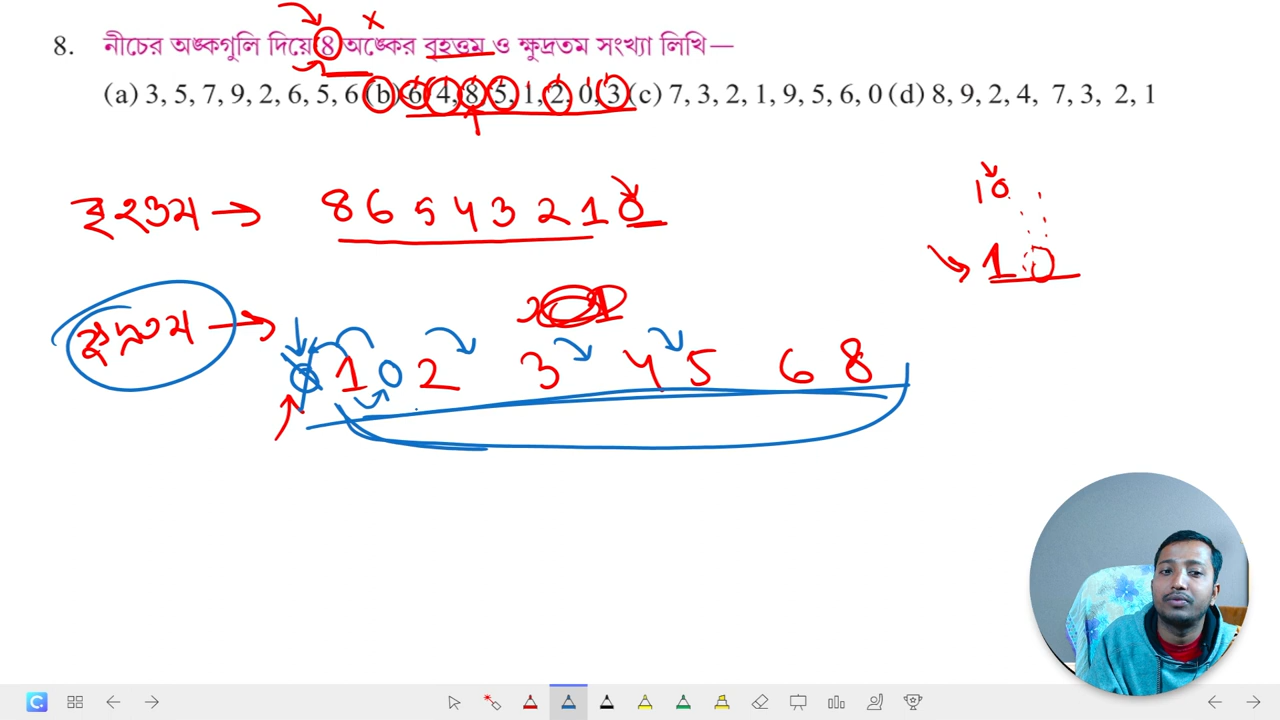 8. নীচের অঙ্কগুলি দিয়ে 8 অঙ্কের বৃহত্তম ও ক্ষুদ্রতম সংখ্যা লিখি—
(a) 3, 5, 7, 9, 2, 6, 5, 6 (b) 6, 4, 8, 5, 1, 2, 0, 3 (c) 7, 3, 2, 1, 9, 5, 6, 0 (d) 8, 9, 2, 4, 7, 3, 2, 1
10
বৃহত্তম → 8 6 5 4 3 2 1 0
1 0
ক্ষুদ্রতম → 0 1 0 2 3 4 5 6 8